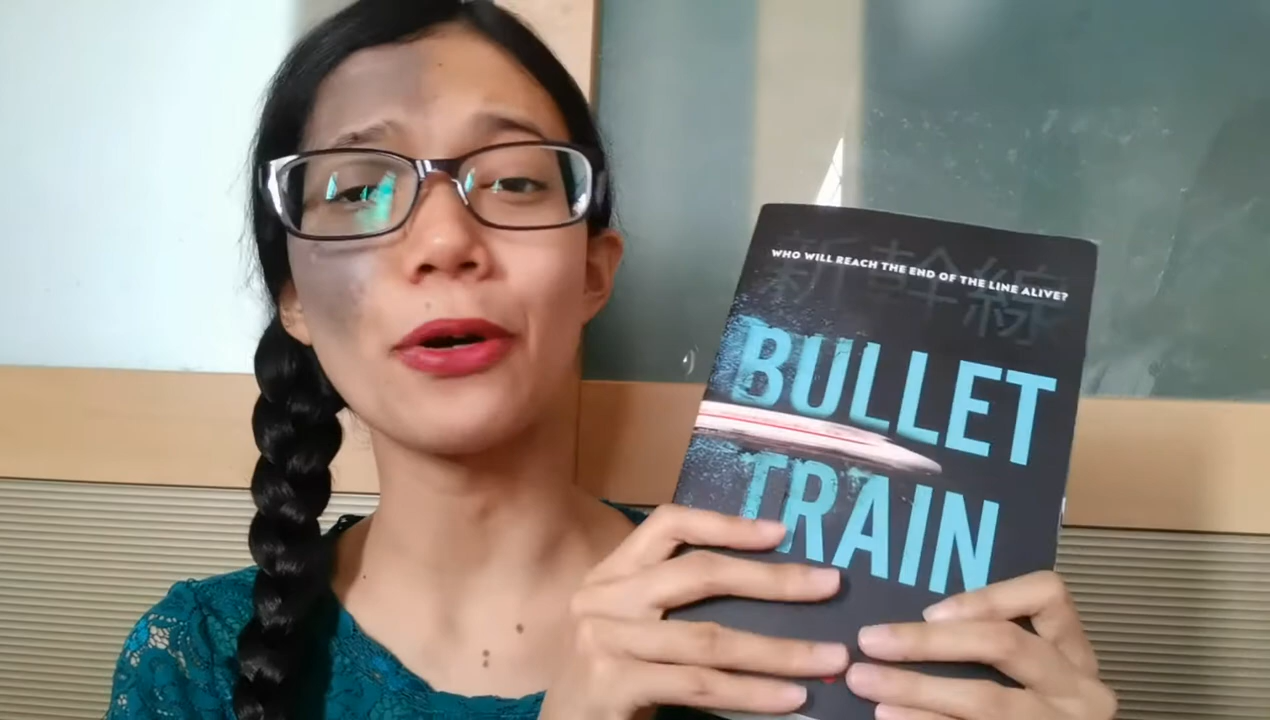 新幹線
WHO WILL REACH THE END OF THE LINE ALIVE?
BULLET
TRAIN